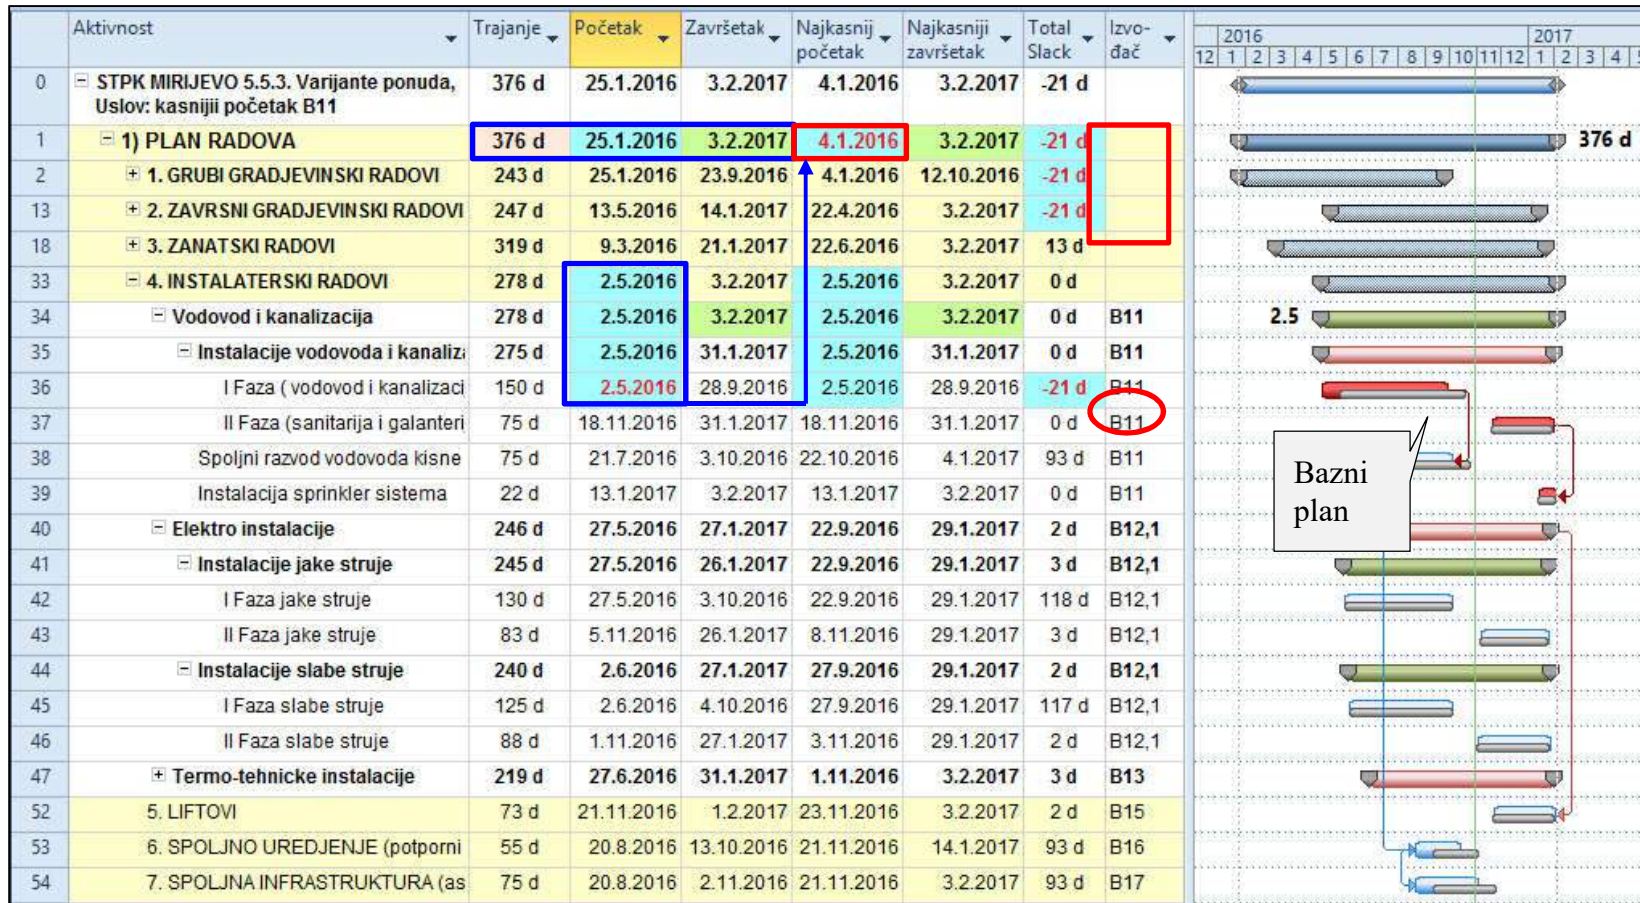 Aktivnost Trajanje Početak Završetak Najkasnij početak Najkasniji završetak Total Slack Izvo-đač 2016 2017
12 1 2 3 4 5 6 7 8 9 10 11 12 1 2 3 4
0 STPK MIRIJEVO 5.5.3. Varijante ponuda, Uslov: kasnijii početak B11 376 d 25.1.2016 3.2.2017 4.1.2016 3.2.2017 -21 d
1 1) PLAN RADOVA 376 d 25.1.2016 3.2.2017 4.1.2016 3.2.2017 -21 d 376 d
2 1. GRUBI GRADJEVINSKI RADOVI 243 d 25.1.2016 23.9.2016 4.1.2016 12.10.2016 -21 d
13 2. ZAVRSNI GRADJEVINSKI RADOVI 247 d 13.5.2016 14.1.2017 22.4.2016 3.2.2017 -21 d
18 3. ZANATSKI RADOVI 319 d 9.3.2016 21.1.2017 22.6.2016 3.2.2017 13 d
33 4. INSTALATERSKI RADOVI 278 d 2.5.2016 3.2.2017 2.5.2016 3.2.2017 0 d
34 Vodovod i kanalizacija 278 d 2.5.2016 3.2.2017 2.5.2016 3.2.2017 0 d B11 2.5
35 Instalacije vodovoda i kanaliz 275 d 2.5.2016 31.1.2017 2.5.2016 31.1.2017 0 d B11
36 I Faza ( vodovod i kanalizaci 150 d 2.5.2016 28.9.2016 2.5.2016 28.9.2016 -21 d B11
37 II Faza (sanitarija i galanteri 75 d 18.11.2016 31.1.2017 18.11.2016 31.1.2017 0 d B11
38 Spoljni razvod vodovoda kisne 75 d 21.7.2016 3.10.2016 22.10.2016 4.1.2017 93 d B11
39 Instalacija sprinkler sistema 22 d 13.1.2017 3.2.2017 13.1.2017 3.2.2017 0 d B11
Bazni
plan
40 Elektro instalacije 246 d 27.5.2016 27.1.2017 22.9.2016 29.1.2017 2 d B12,1
41 Instalacije jake struje 245 d 27.5.2016 26.1.2017 22.9.2016 29.1.2017 3 d B12,1
42 I Faza jake struje 130 d 27.5.2016 3.10.2016 22.9.2016 29.1.2017 118 d B12,1
43 II Faza jake struje 83 d 5.11.2016 26.1.2017 8.11.2016 29.1.2017 3 d B12,1
44 Instalacije slabe struje 240 d 2.6.2016 27.1.2017 27.9.2016 29.1.2017 2 d B12,1
45 I Faza slabe struje 125 d 2.6.2016 4.10.2016 27.9.2016 29.1.2017 117 d B12,1
46 II Faza slabe struje 88 d 1.11.2016 27.1.2017 3.11.2016 29.1.2017 2 d B12,1
47 Termo-tehnicke instalacije 219 d 27.6.2016 31.1.2017 1.11.2016 3.2.2017 3 d B13
52 5. LIFTOVI 73 d 21.11.2016 1.2.2017 23.11.2016 3.2.2017 2 d B15
53 6. SPOLJNO UREDJENJE (potporni 55 d 20.8.2016 13.10.2016 21.11.2016 14.1.2017 93 d B16
54 7. SPOLJNA INFRASTRUKTURA (as 75 d 20.8.2016 2.11.2016 21.11.2016 3.2.2017 93 d B17